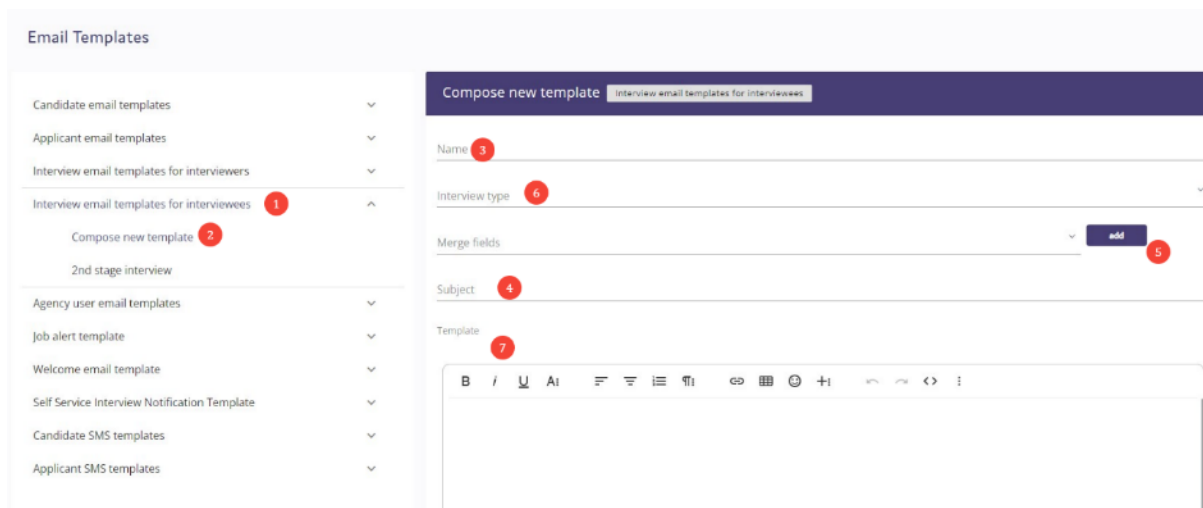 Email Templates
Candidate email templates
Applicant email templates
Interview email templates for interviewers
Interview email templates for interviewees 1
Compose new template 2
2nd stage interview
Agency user email templates
Job alert template
Welcome email template
Self Service Interview Notification Template
Candidate SMS templates
Applicant SMS templates
Compose new template Interview email templates for interviewees
Name 3
Interview type 6
Merge fields add 5
Subject 4
Template
7